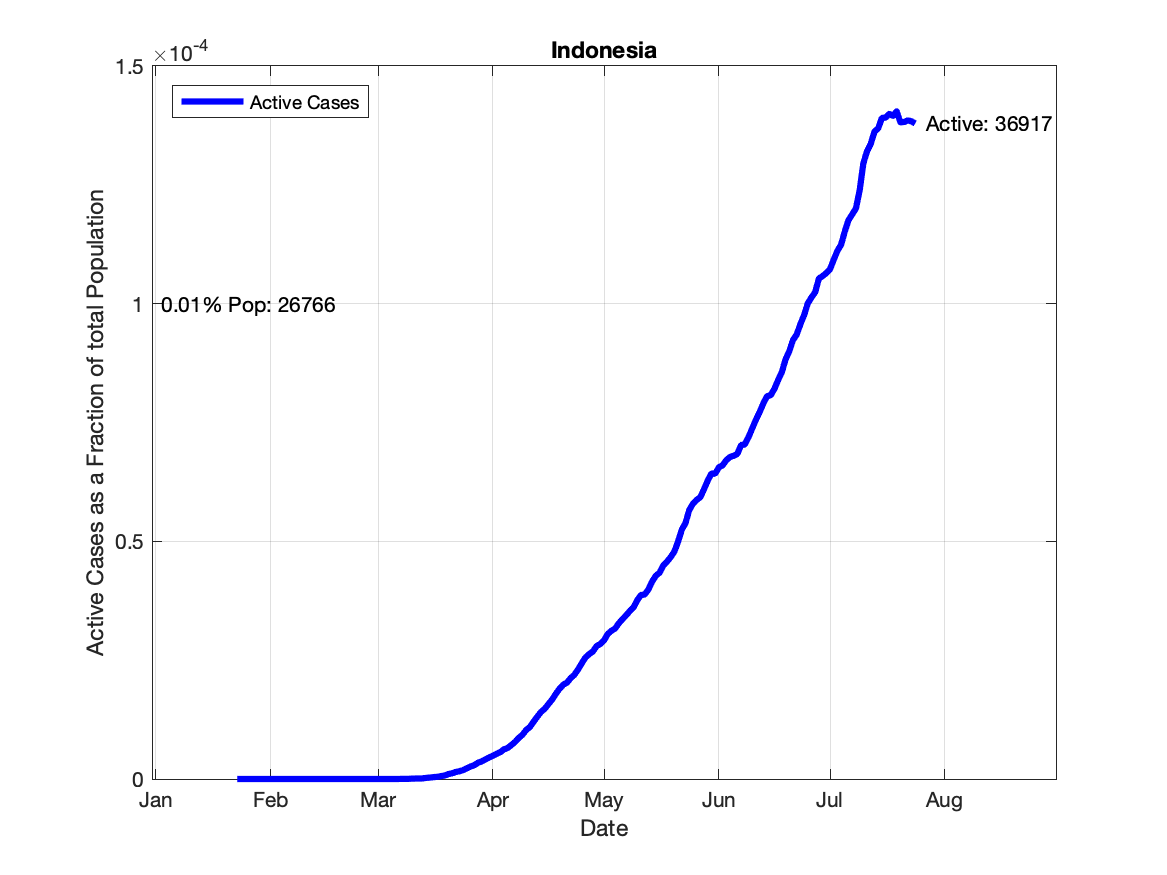 Indonesia
×10-4
1.5
Active Cases
Active: 36917
1
0.01% Pop: 26766
0.5
0
Active Cases as a Fraction of total Population
Jan Feb Mar Apr May Jun Jul Aug
Date